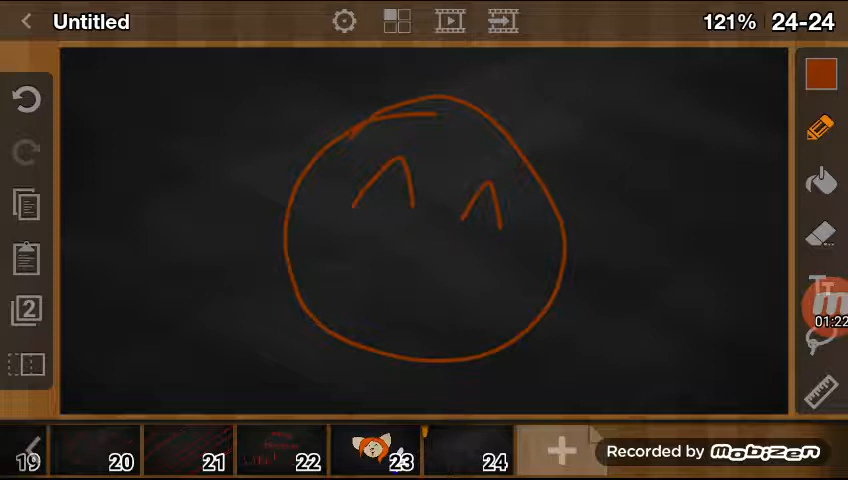 Untitled
121% 24-24
2
01:22
19 20 21 22 23 24
Recorded by mobizen